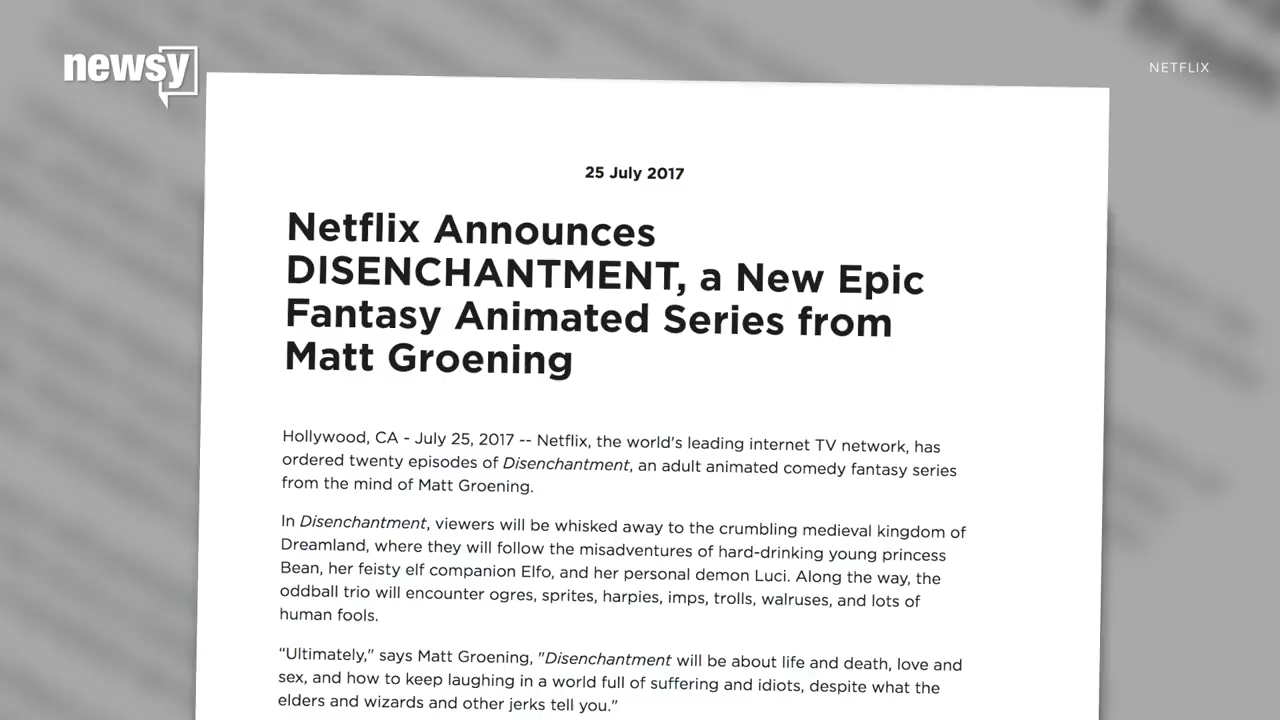 newsy
NETFLIX
25 July 2017
Netflix Announces
DISENCHANTMENT, a New Epic
Fantasy Animated Series from
Matt Groening
Hollywood, CA - July 25, 2017 -- Netflix, the world's leading internet TV network, has
ordered twenty episodes of Disenchantment, an adult animated comedy fantasy series
from the mind of Matt Groening.
In Disenchantment, viewers will be whisked away to the crumbling medieval kingdom of
Dreamland, where they will follow the misadventures of hard-drinking young princess
Bean, her feisty elf companion Elfo, and her personal demon Luci. Along the way, the
oddball trio will encounter ogres, sprites, harpies, imps, trolls, walruses, and lots of
human fools.
“Ultimately," says Matt Groening, "Disenchantment will be about life and death, love and
sex, and how to keep laughing in a world full of suffering and idiots, despite what the
elders and wizards and other jerks tell you."